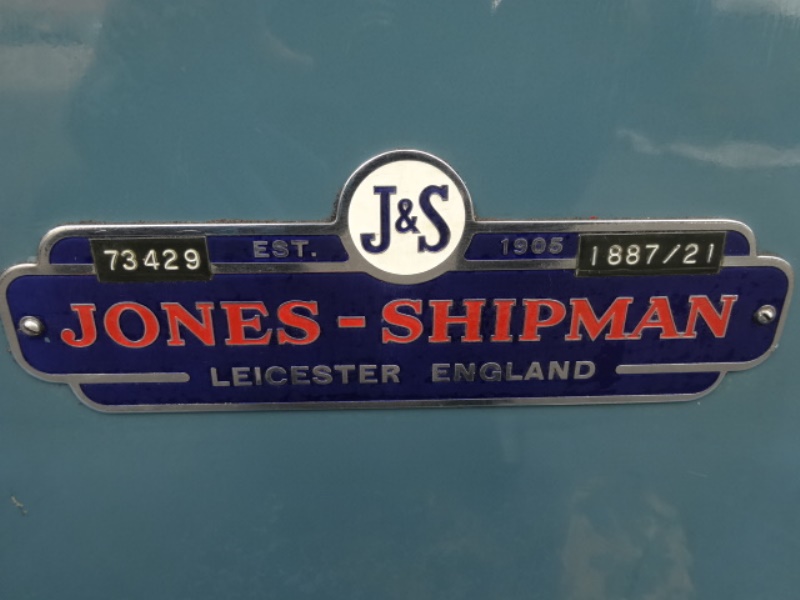 J&S
73429 EST. 1905 1887/21
JONES-SHIPMAN
LEICESTER ENGLAND